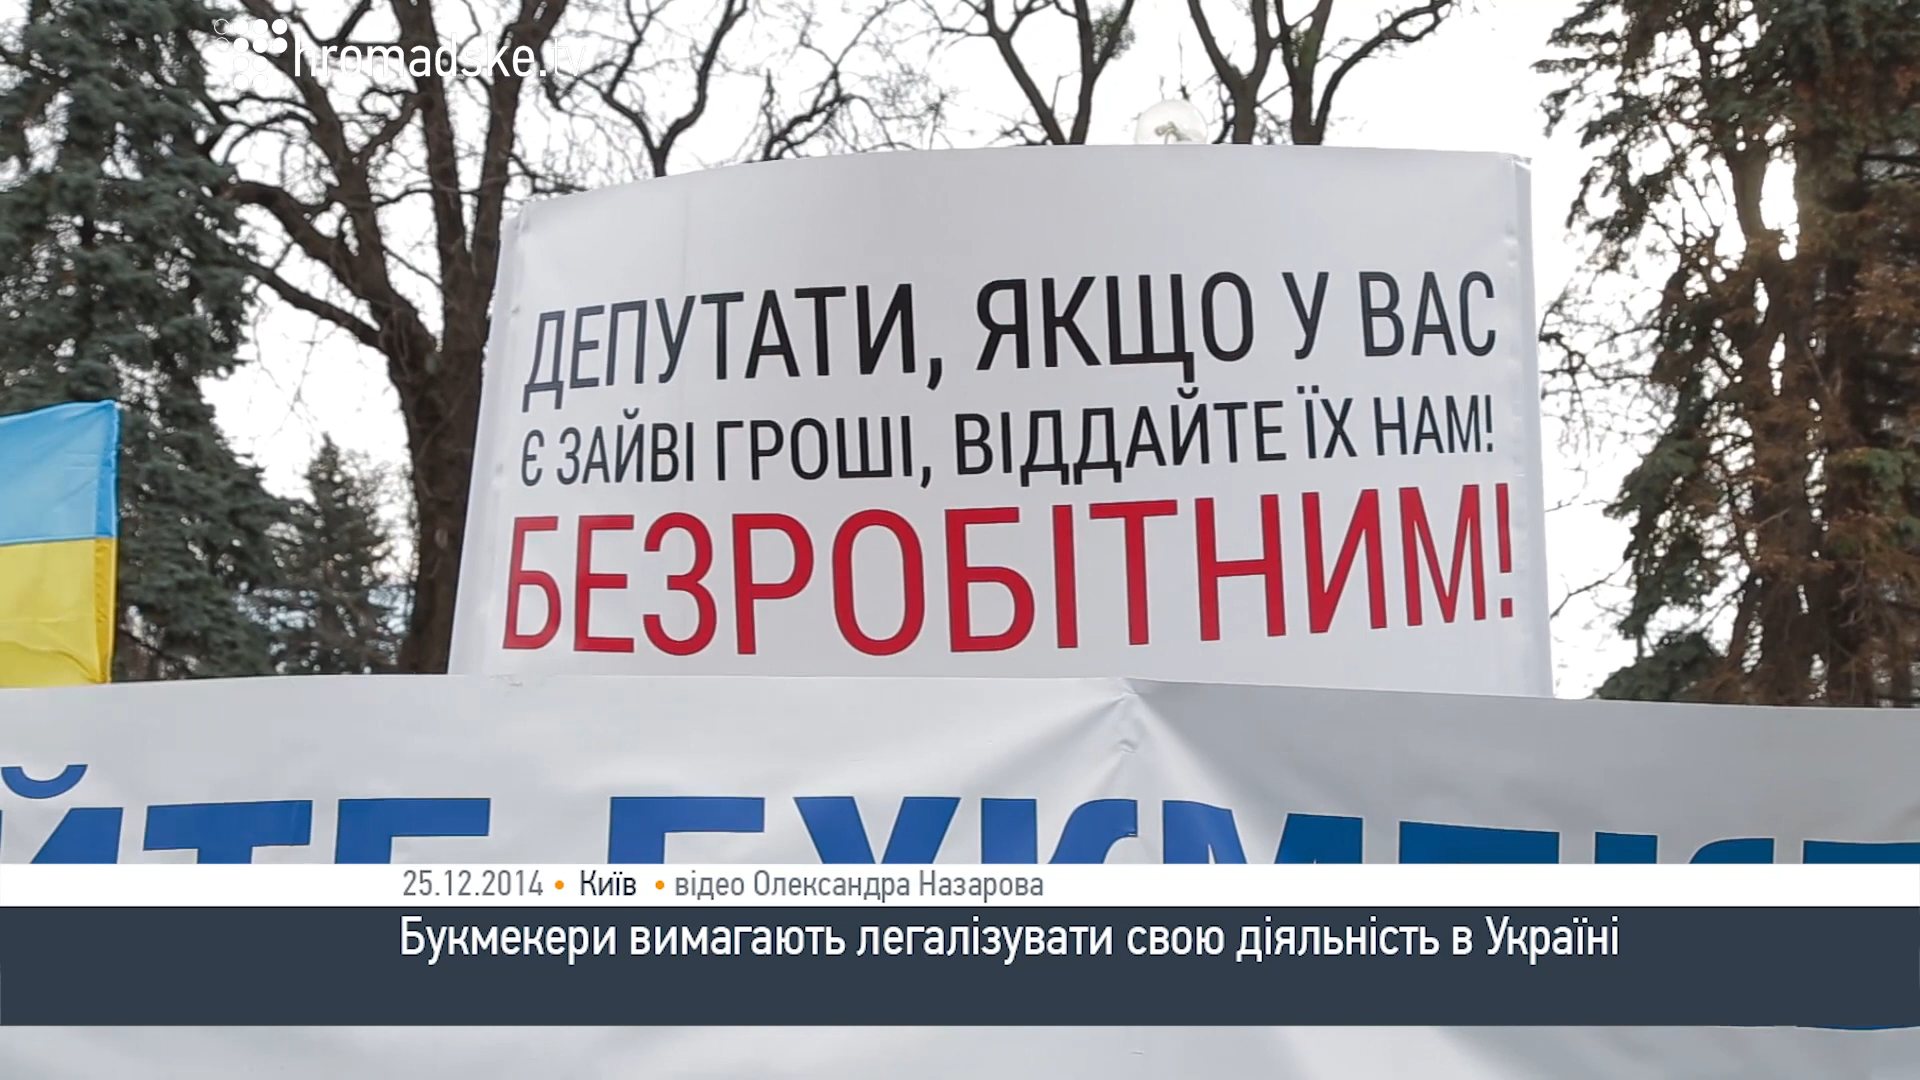 hromadske.tv
ДЕПУТАТИ, ЯКЩО У ВАС
Є ЗАЙВІ ГРОШІ, ВІДДАЙТЕ ЇХ НАМ!
БЕЗРОБІТНИМ!
25.12.2014 • Київ • відео Олександра Назарова
Букмекери вимагають легалізувати свою діяльність в Україні